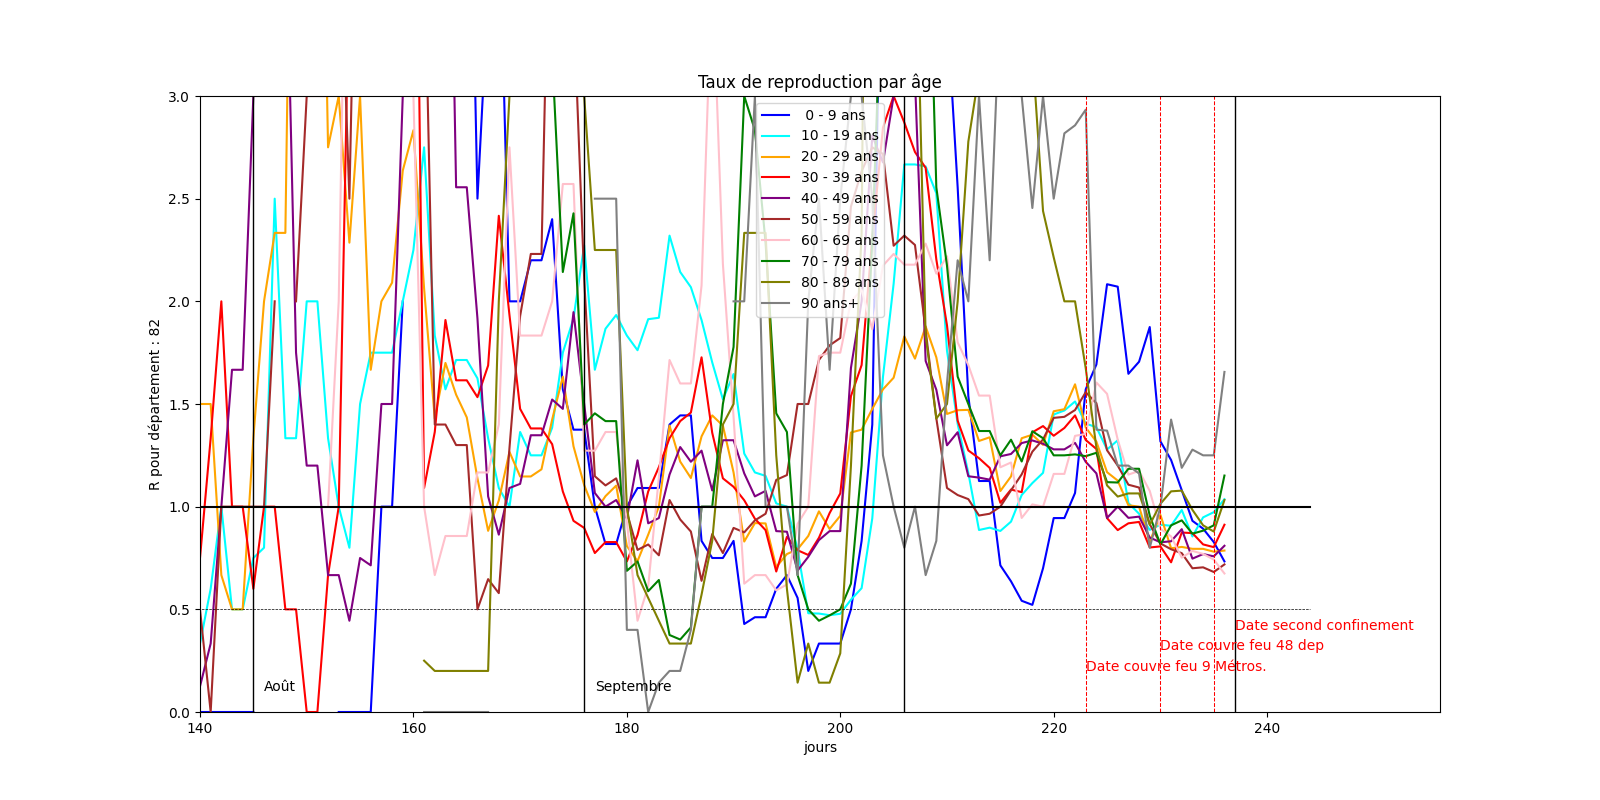 Taux de reproduction par âge
R pour département : 82
3.0
2.5
2.0
1.5
1.0
0.5
0.0
0 - 9 ans
10 - 19 ans
20 - 29 ans
30 - 39 ans
40 - 49 ans
50 - 59 ans
60 - 69 ans
70 - 79 ans
80 - 89 ans
90 ans+
Date second confinement
Date couvre feu 48 dep
Date couvre feu 9 Métros.
Août
Septembre
140
160
180
200
220
240
jours